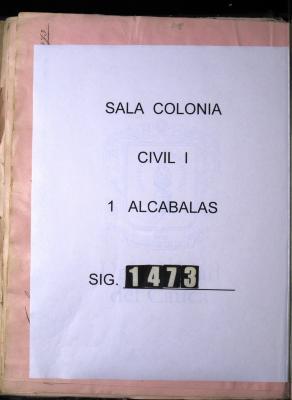 SALA COLONIA
CIVIL I
1 ALCABALAS
SIG. 1473